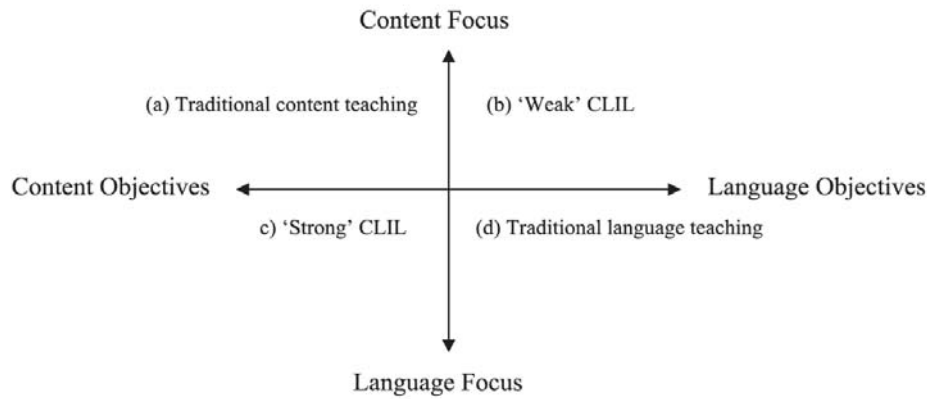 Content Focus
(a) Traditional content teaching
(b) ‘Weak’ CLIL
Content Objectives
Language Objectives
c) ‘Strong’ CLIL
(d) Traditional language teaching
Language Focus